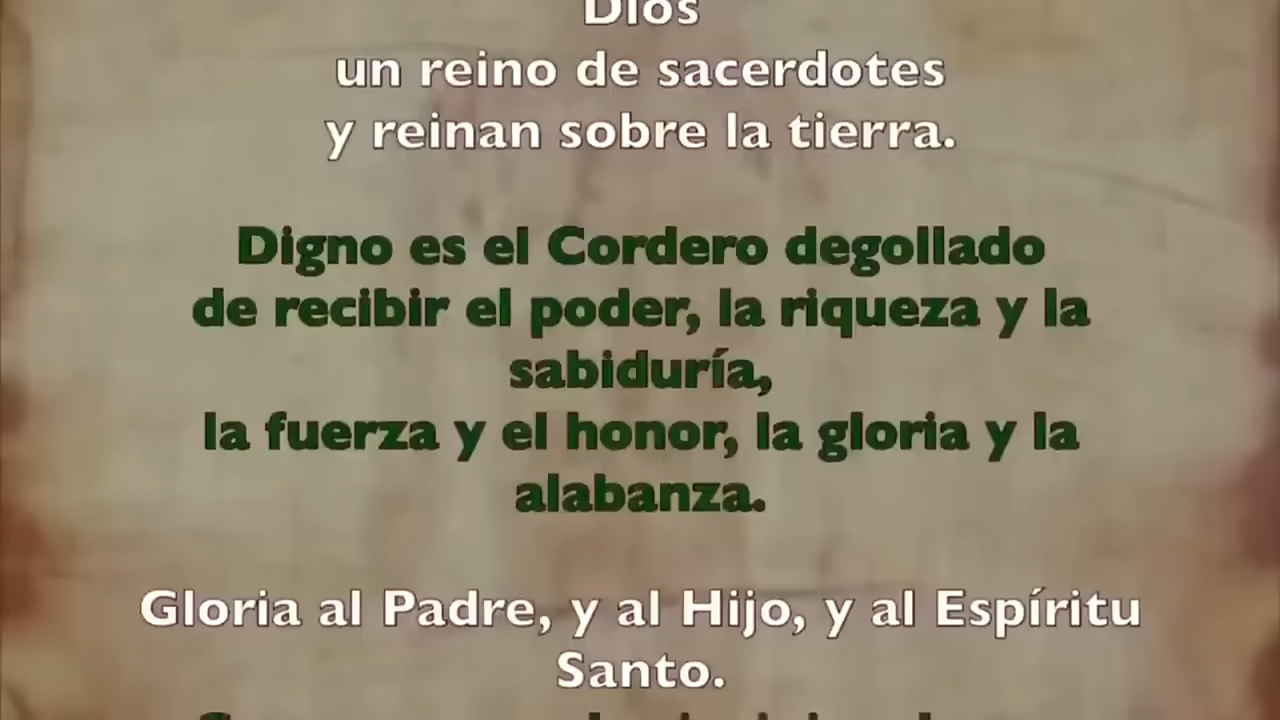 Dios
un reino de sacerdotes
y reinan sobre la tierra.
Digno es el Cordero degollado
de recibir el poder, la riqueza y la
sabiduría,
la fuerza y el honor, la gloria y la
alabanza.
Gloria al Padre, y al Hijo, y al Espíritu
Santo.